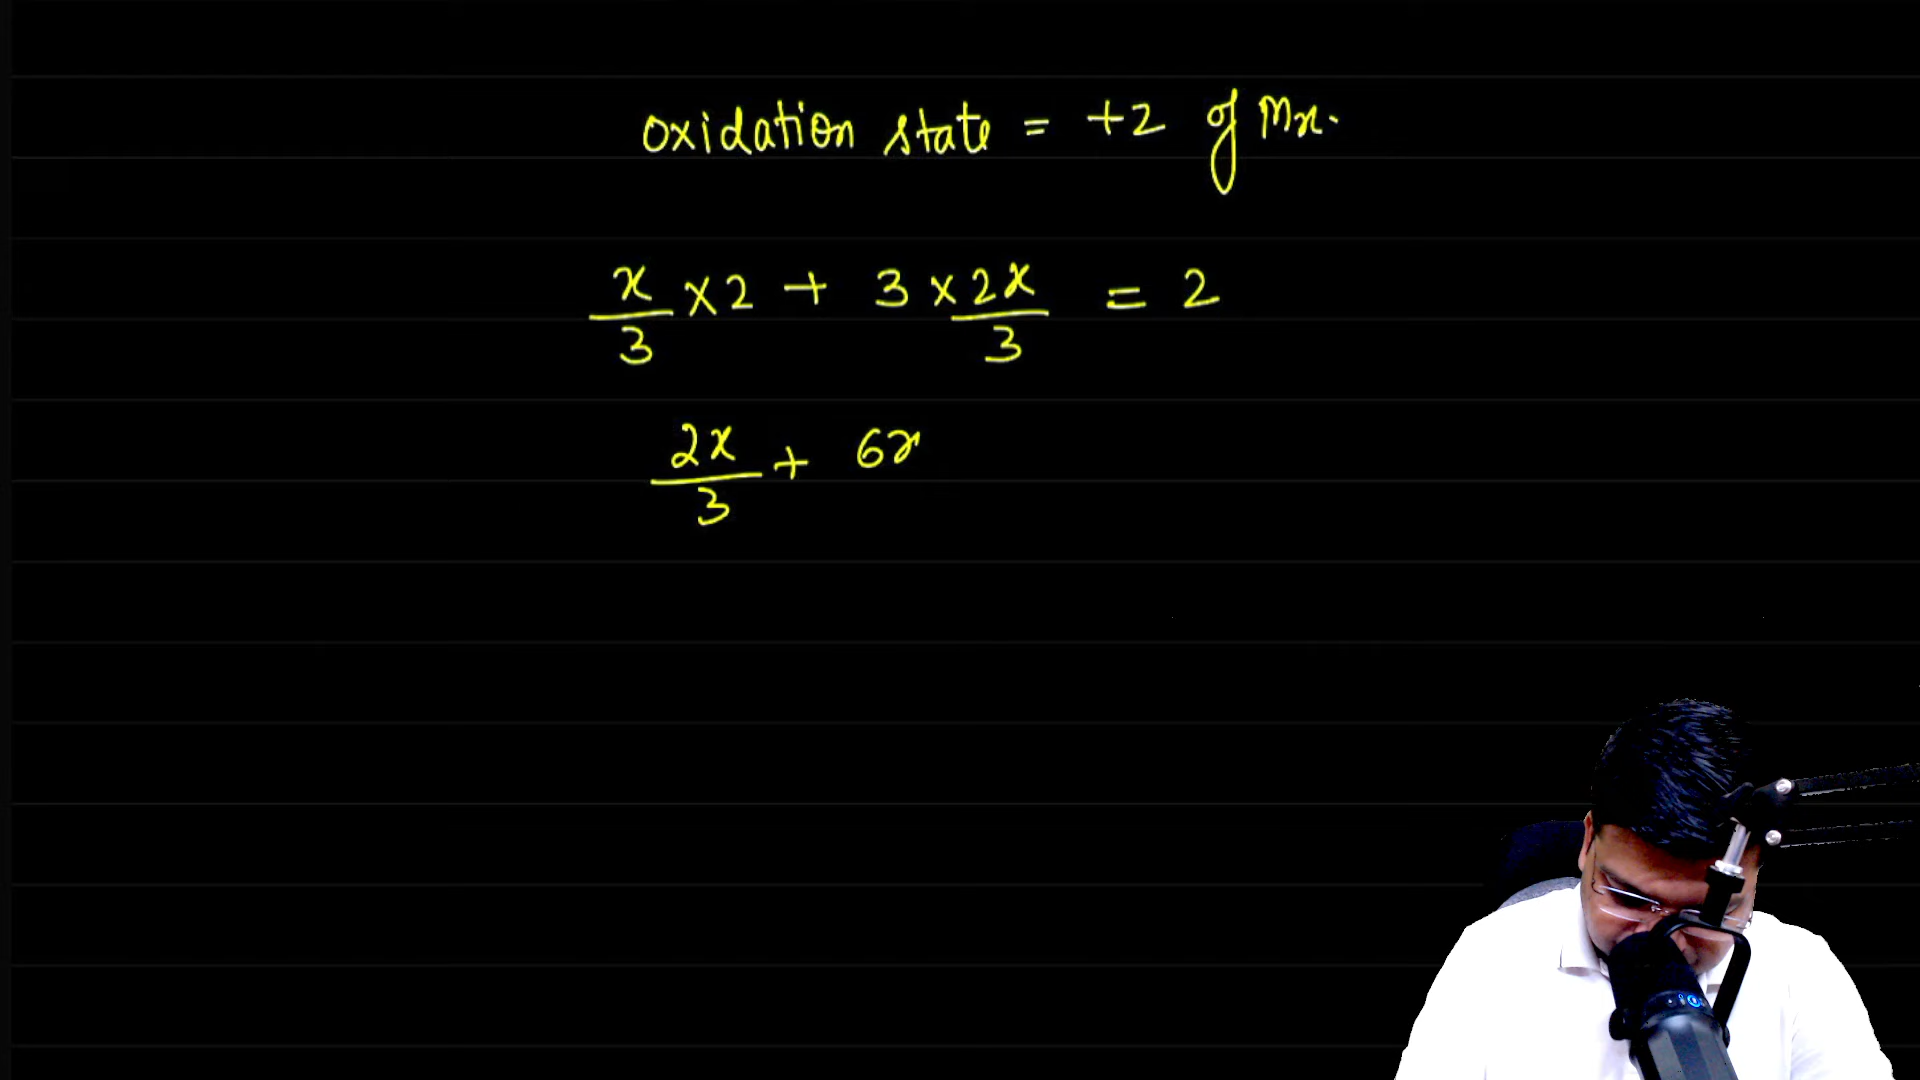 oxidation state = +2 of Mx.
x/3 × 2 + 3 × 2x/3 = 2
2x/3 + 6x